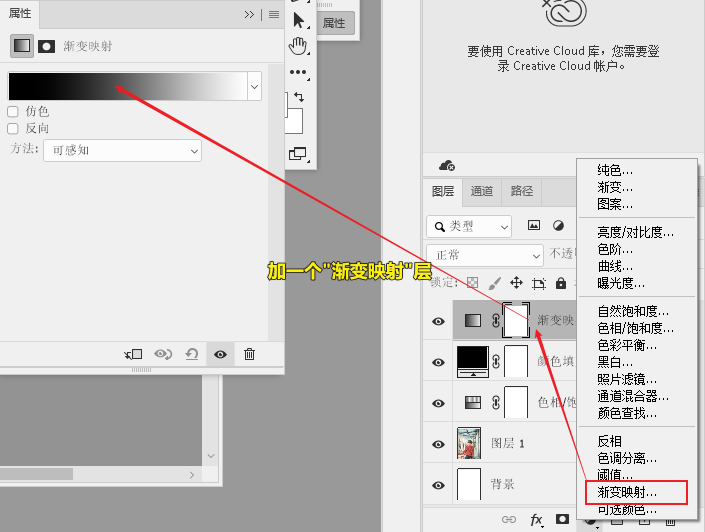 属性
渐变映射
仿色
反向
方法:
可感知
属性
要使用 Creative Cloud 库，您需要登
录 Creative Cloud 帐户。
图层
通道
路径
类型
正常
不透明
锁定:
加一个"渐变映射"层
渐变映
颜色填
色相/饱
图层 1
背景
fx
纯色...
渐变...
图案...
亮度/对比度...
色阶...
曲线...
曝光度...
自然饱和度...
色相/饱和度...
色彩平衡...
黑白...
照片滤镜...
通道混合器...
颜色查找...
反相
色调分离...
阈值...
渐变映射...
可选颜色...